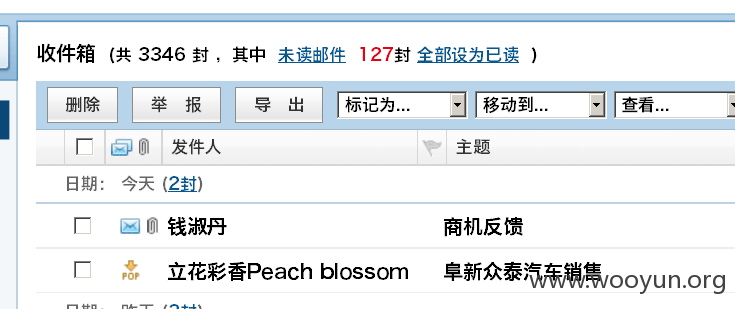 收件箱 (共 3346 封 ，其中 未读邮件 127封 全部设为已读 )
删除 举 报 导 出 标记为... 移动到... 查看...
发件人 主题
日期： 今天 (2封)
钱淑丹 商机反馈
POP 立花彩香Peach blossom 阜新众泰汽车销售
www.wooyun.org
日期： 昨天 (2封)